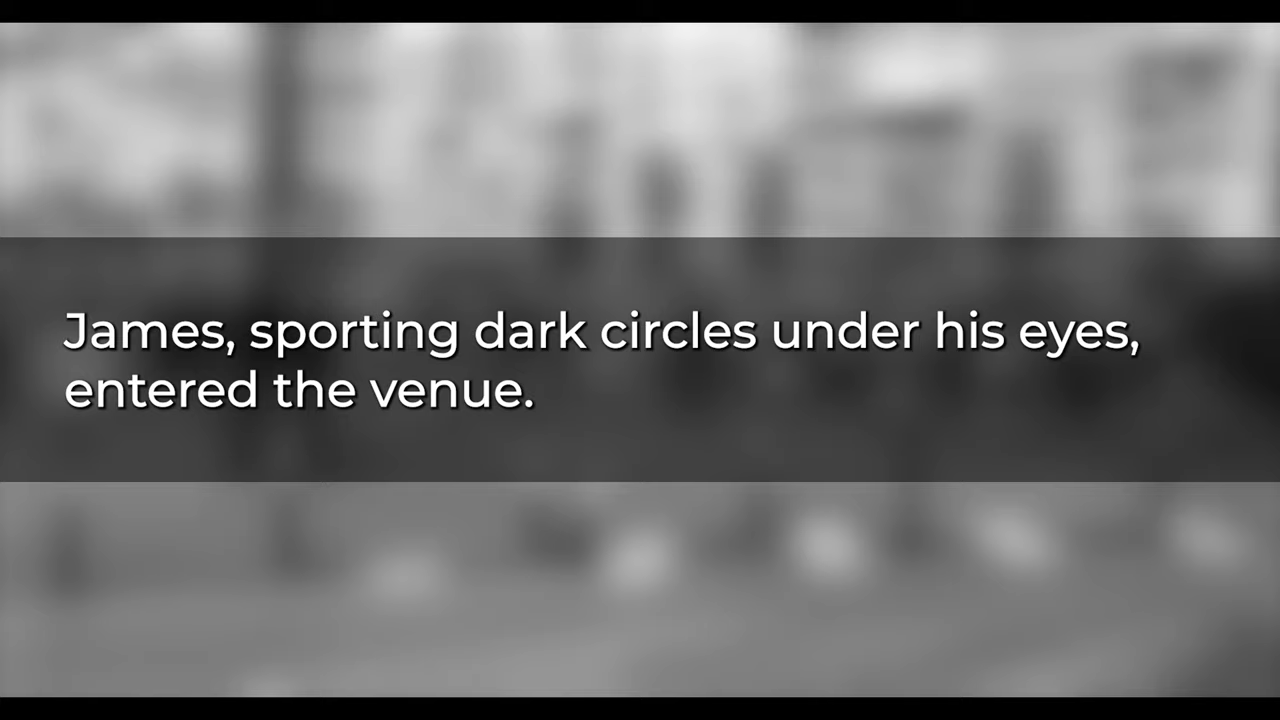 James, sporting dark circles under his eyes,
entered the venue.